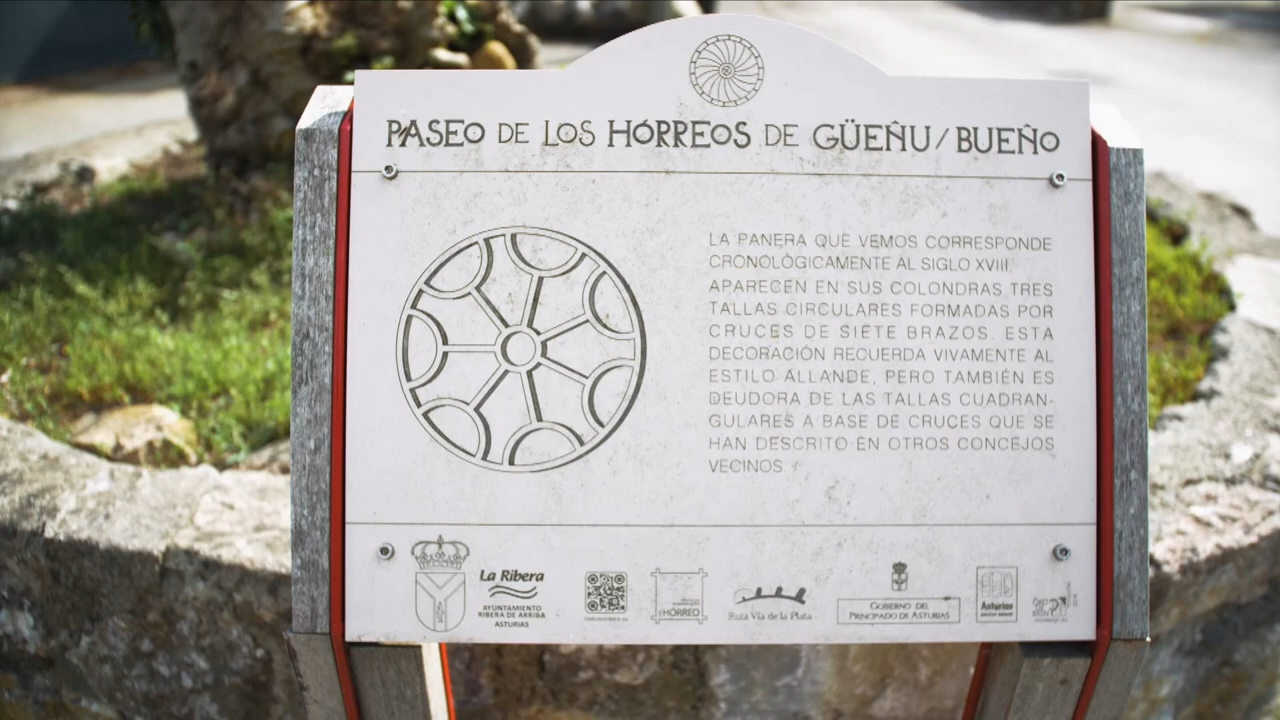 PASEO DE LOS HÓRREOS DE GÜEÑU/BUEÑO
LA PANERA QUE VEMOS CORRESPONDE
CRONOLÓGICAMENTE AL SIGLO XVIII.
APARECEN EN SUS COLONDRAS TRES
TALLAS CIRCULARES FORMADAS POR
CRUCES DE SIETE BRAZOS. ESTA
DECORACIÓN RECUERDA VIVAMENTE AL
ESTILO ALLANDE, PERO TAMBIÉN ES
DEUDORA DE LAS TALLAS CUADRAN-
GULARES A BASE DE CRUCES QUE SE
HAN DESCRITO EN OTROS CONCEJOS
VECINOS
La Ribera
AYUNTAMIENTO
RIBERA DE ARRIBA
ASTURIAS
HÓRREO
Ruta Vía de la Plata
GOBIERNO DEL
PRINCIPADO DE ASTURIAS
Asturias